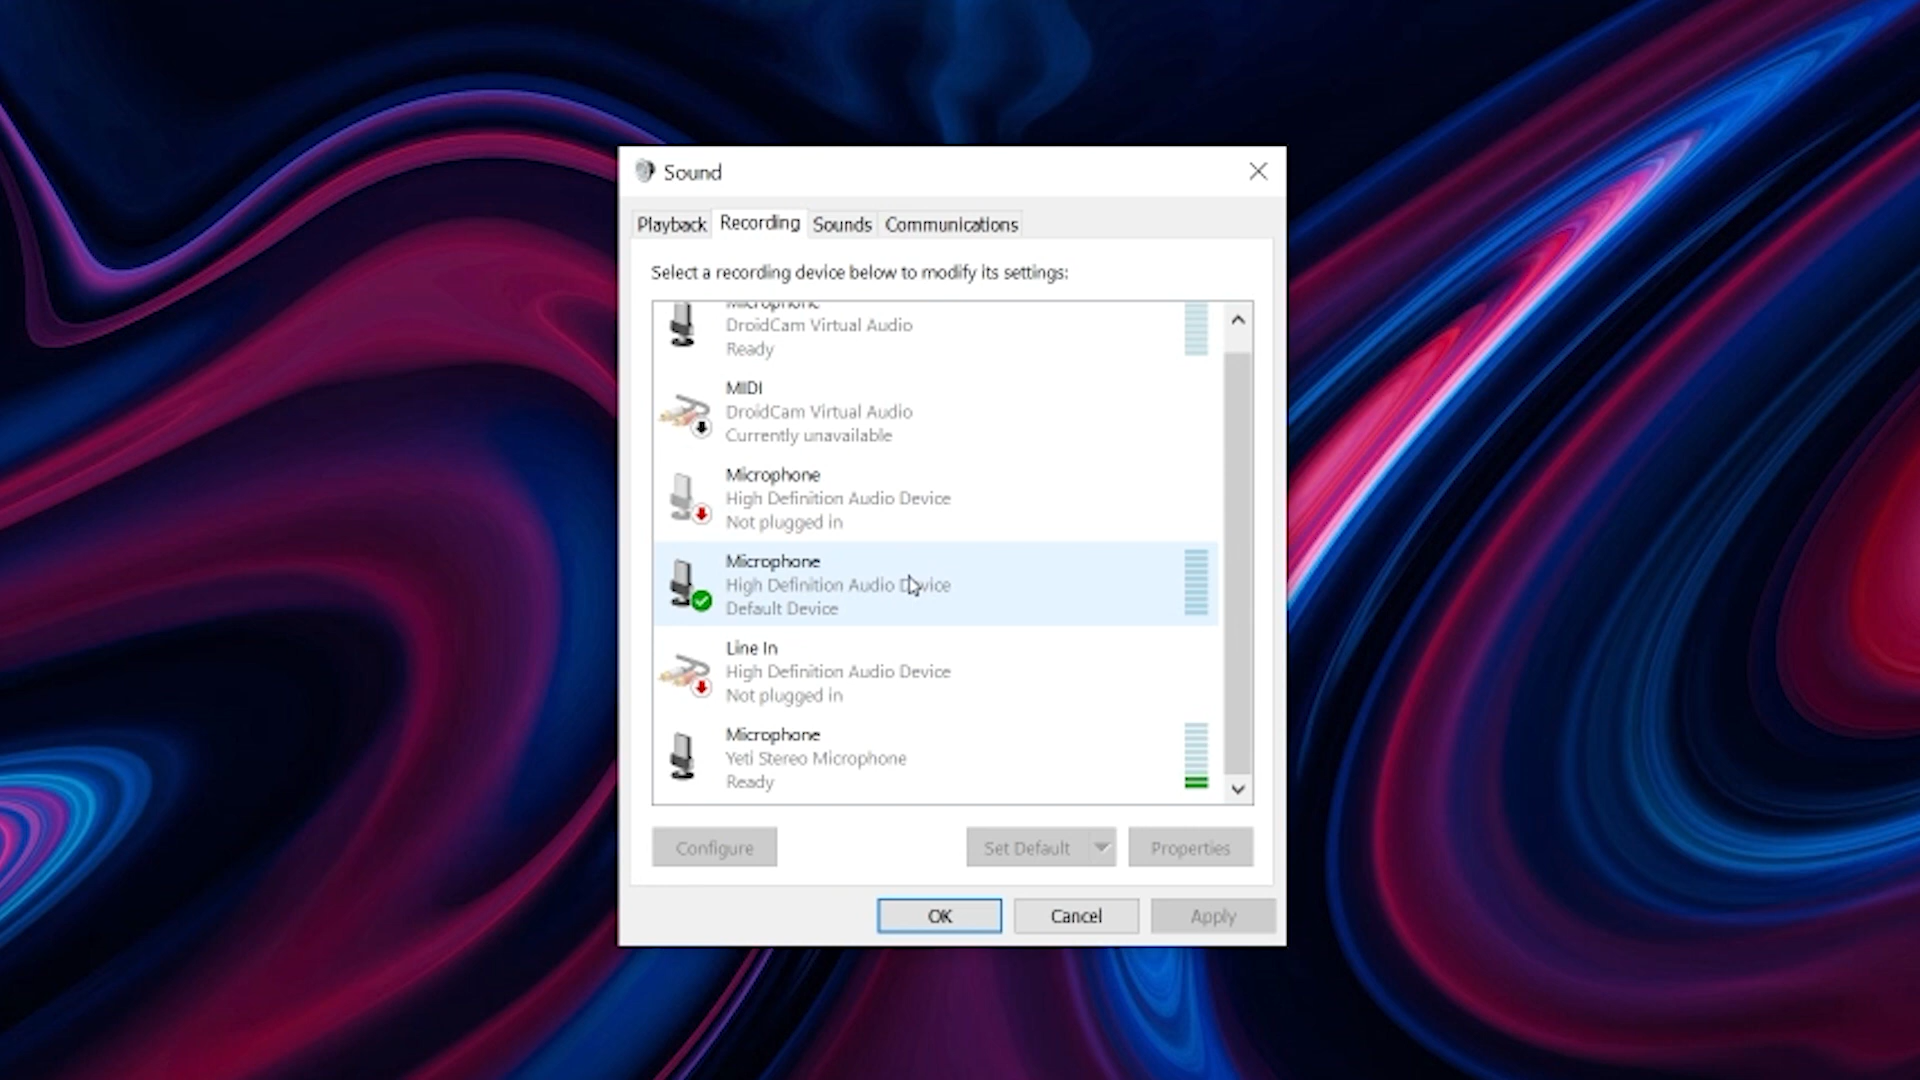 Sound
Playback Recording Sounds Communications
Select a recording device below to modify its settings:
Microphone
DroidCam Virtual Audio
Ready
MIDI
DroidCam Virtual Audio
Currently unavailable
Microphone
High Definition Audio Device
Not plugged in
Microphone
High Definition Audio Device
Default Device
Line In
High Definition Audio Device
Not plugged in
Microphone
Yeti Stereo Microphone
Ready
Configure Set Default Properties
OK Cancel Apply